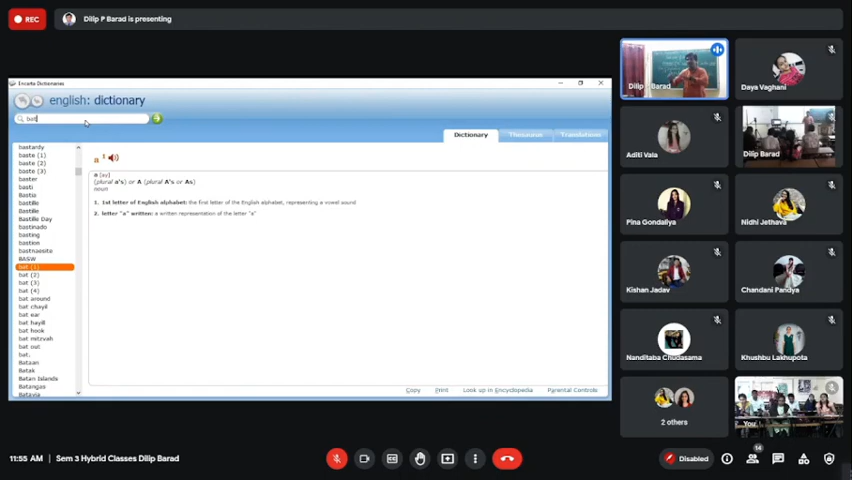 REC
Dilip P Barad is presenting
Encarta Dictionaries
english: dictionary
bat
Dictionary
Thesaurus
Translations
bastardy
baste (1)
baste (2)
baste (3)
baster
basti
Bastia
Bastille
Bastille
Bastille Day
bastinado
basting
bastion
bastnaesite
BASW
bat (1)
bat (2)
bat (3)
bat (4)
bat around
bat chayil
bat ear
bat hayil
bat hook
bat mitzvah
bat out
bat.
Bataan
Batak
Batan Islands
Batangas
Batavia
a 1
a [ay]
(plural a's) or A (plural A's or As)
noun
1. 1st letter of English alphabet: the first letter of the English alphabet, representing a vowel sound
2. letter "a" written: a written representation of the letter "a"
Copy
Print
Look up in Encyclopedia
Parental Controls
Dilip P Barad
Daya Vaghani
Aditi Vala
Dilip Barad
Pina Gondaliya
Nidhi Jethava
Kishan Jadav
Chandani Pandya
Nanditaba Chudasama
Khushbu Lakhupota
2 others
You
11:55 AM
Sem 3 Hybrid Classes Dilip Barad
Disabled
14